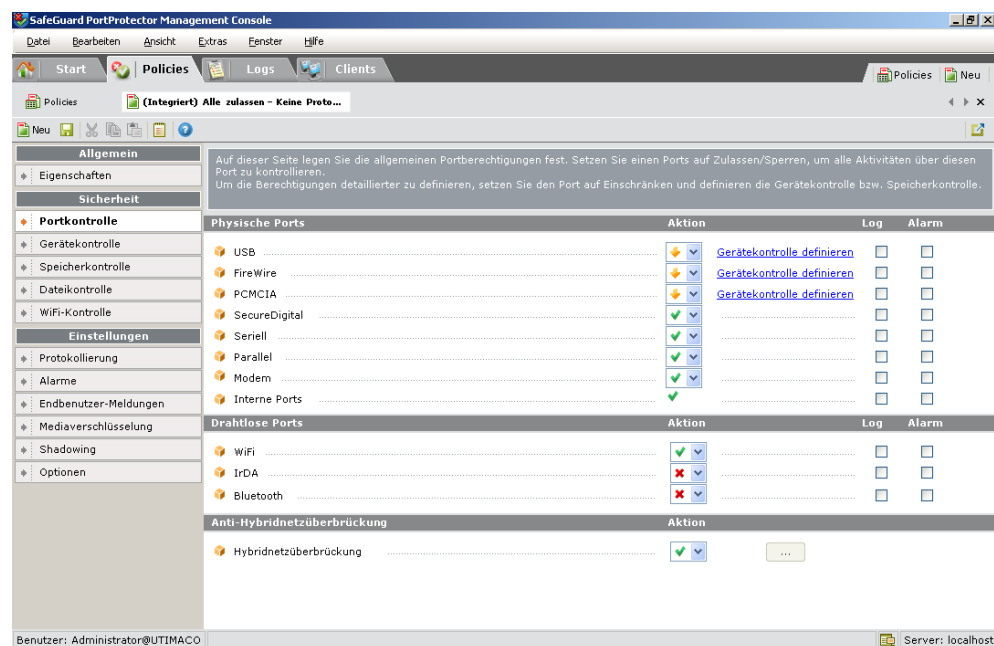 SafeGuard PortProtector Management Console
Datei Bearbeiten Ansicht Extras Fenster Hilfe
Start Policies Logs Clients
Policies Neu
Policies (Integriert) Alle zulassen - Keine Proto...
Neu
Allgemein
Eigenschaften
Sicherheit
Portkontrolle
Gerätekontrolle
Speicherkontrolle
Dateikontrolle
WiFi-Kontrolle
Einstellungen
Protokollierung
Alarme
Endbenutzer-Meldungen
Mediaverschlüsselung
Shadowing
Optionen
Auf dieser Seite legen Sie die allgemeinen Portberechtigungen fest. Setzen Sie einen Ports auf Zulassen/Sperren, um alle Aktivitäten über diesen
Port zu kontrollieren.
Um die Berechtigungen detaillierter zu definieren, setzen Sie den Port auf Einschränken und definieren die Gerätekontrolle bzw. Speicherkontrolle.
Physische Ports Aktion Log Alarm
USB Gerätekontrolle definieren
FireWire Gerätekontrolle definieren
PCMCIA Gerätekontrolle definieren
SecureDigital
Seriell
Parallel
Modem
Interne Ports
Drahtlose Ports Aktion Log Alarm
WiFi
IrDA
Bluetooth
Anti-Hybridnetzüberbrückung Aktion
Hybridnetzüberbrückung ...
Benutzer: Administrator@UTIMACO Server: localhost